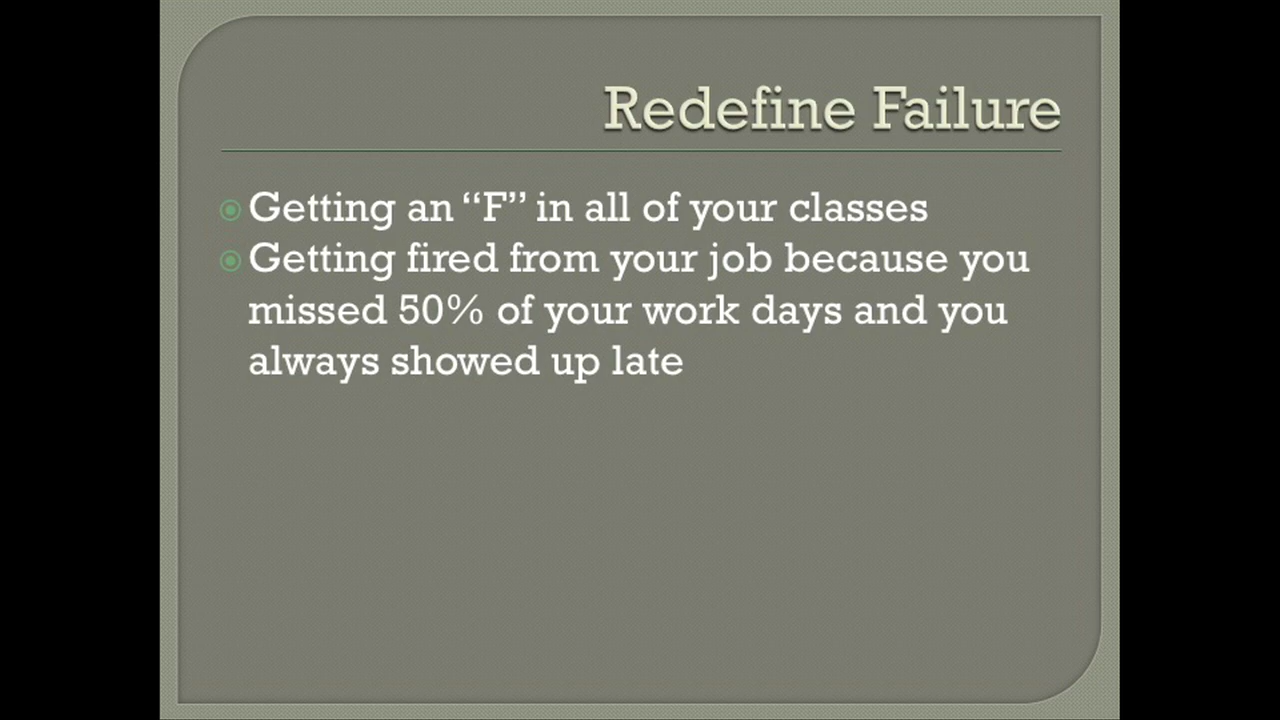 Redefine Failure
Getting an “F” in all of your classes
Getting fired from your job because you
missed 50% of your work days and you
always showed up late